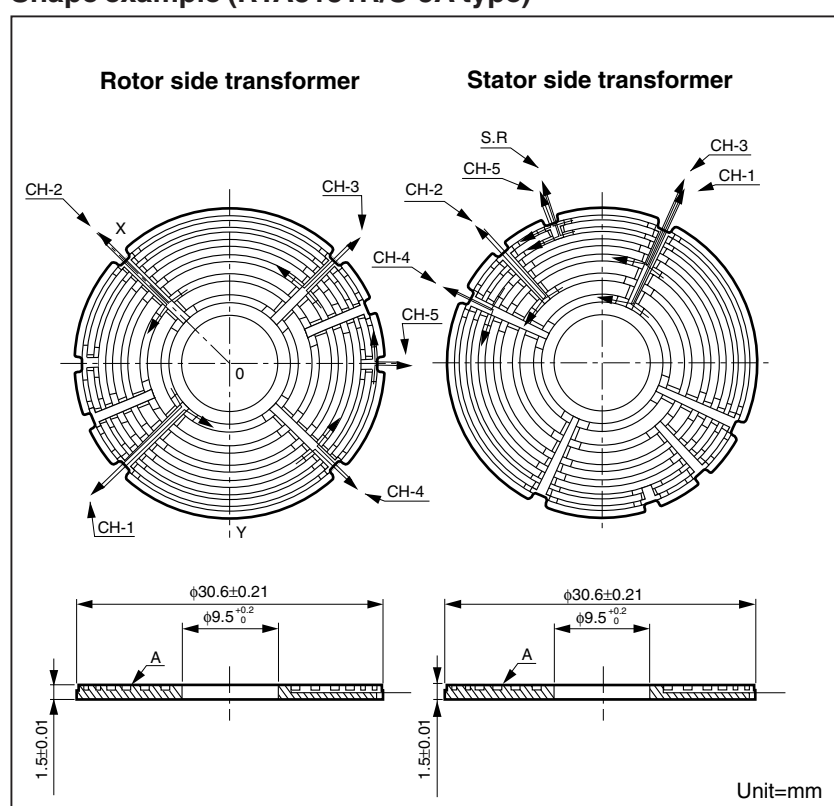 Rotor side transformer
Stator side transformer
CH-2
X
CH-3
CH-5
0
CH-1
Y
CH-4
S.R
CH-5
CH-2
CH-4
CH-3
CH-1
φ30.6±0.21
φ9.5 +0.2 0
A
1.5±0.01
φ30.6±0.21
φ9.5 +0.2 0
A
1.5±0.01
Unit=mm